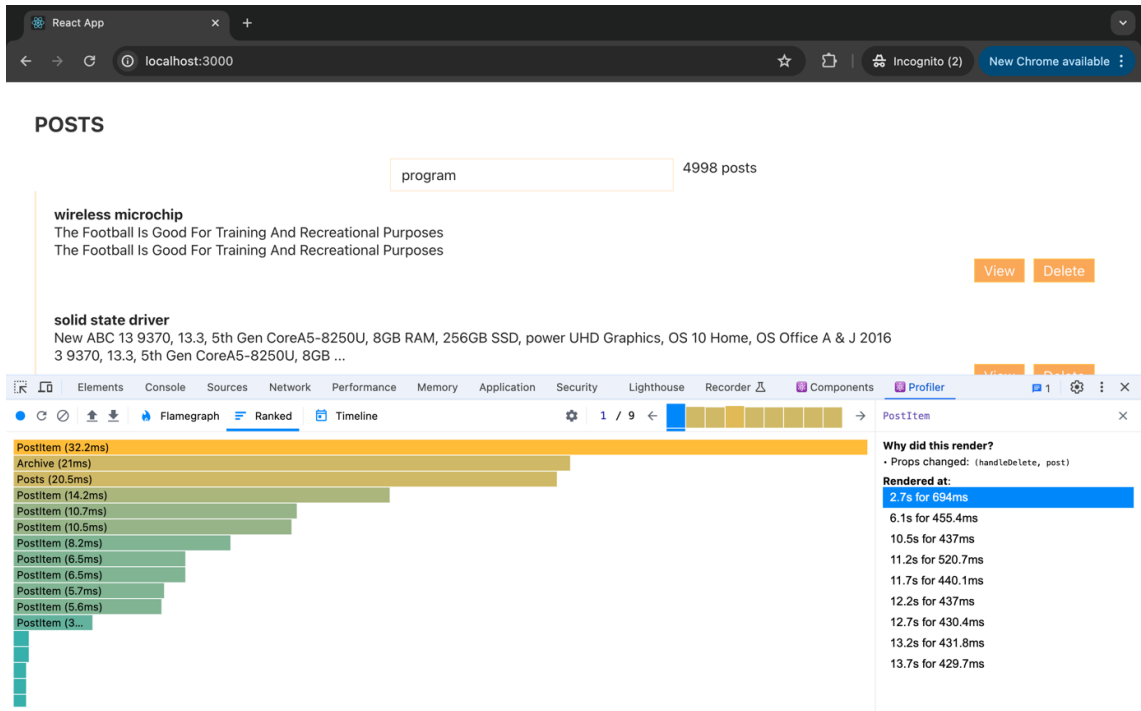 React App
localhost:3000
Incognito (2)
New Chrome available
POSTS
program
4998 posts
wireless microchip
The Football Is Good For Training And Recreational Purposes
The Football Is Good For Training And Recreational Purposes
View Delete
solid state driver
New ABC 13 9370, 13.3, 5th Gen CoreA5-8250U, 8GB RAM, 256GB SSD, power UHD Graphics, OS 10 Home, OS Office A & J 2016
3 9370, 13.3, 5th Gen CoreA5-8250U, 8GB ...
View Delete
Elements Console Sources Network Performance Memory Application Security Lighthouse Recorder Components Profiler 1
Flamegraph Ranked Timeline 1 / 9 PostItem
PostItem (32.2ms)
Archive (21ms)
Posts (20.5ms)
PostItem (14.2ms)
PostItem (10.7ms)
PostItem (10.5ms)
PostItem (8.2ms)
PostItem (6.5ms)
PostItem (6.5ms)
PostItem (5.7ms)
PostItem (5.6ms)
PostItem (3...
Why did this render?
• Props changed: (handleDelete, post)
Rendered at:
2.7s for 694ms
6.1s for 455.4ms
10.5s for 437ms
11.2s for 520.7ms
11.7s for 440.1ms
12.2s for 437ms
12.7s for 430.4ms
13.2s for 431.8ms
13.7s for 429.7ms